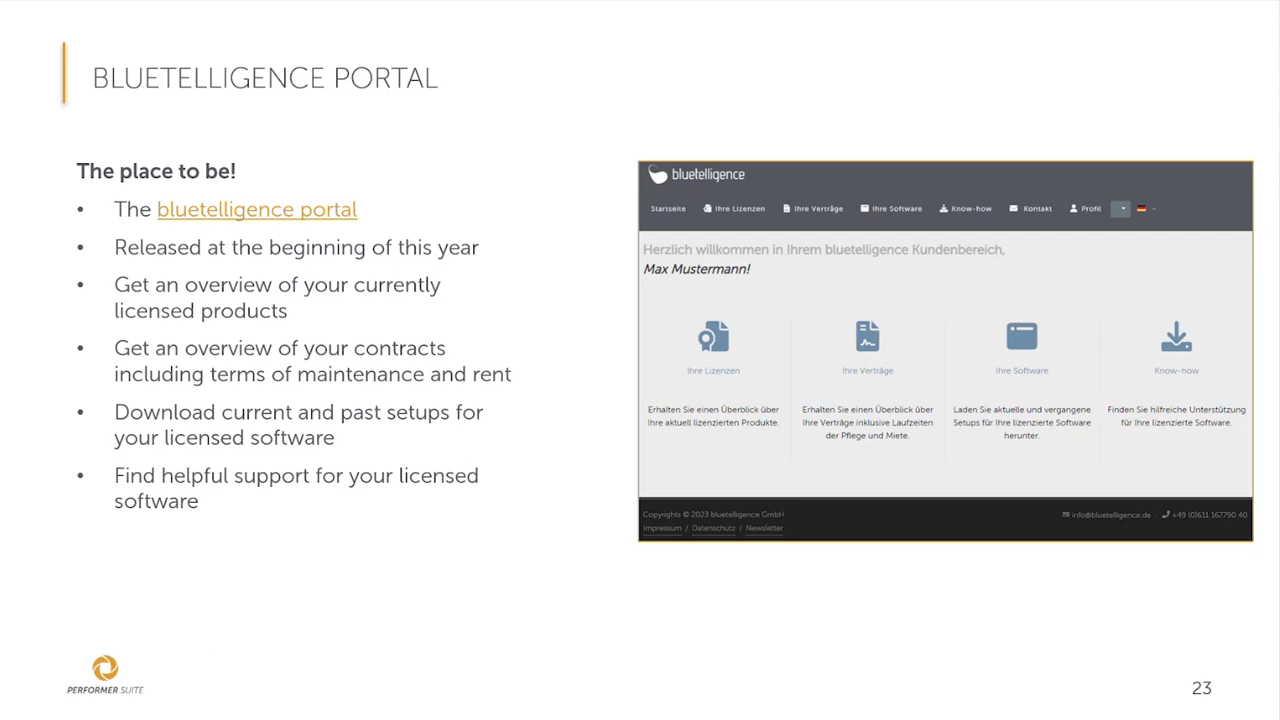 BLUETELLIGENCE PORTAL
The place to be!
• The bluetelligence portal
• Released at the beginning of this year
• Get an overview of your currently
licensed products
• Get an overview of your contracts
including terms of maintenance and rent
• Download current and past setups for
your licensed software
• Find helpful support for your licensed
software
bluetelligence
Startseite Ihre Lizenzen Ihre Verträge Ihre Software Know-how Kontakt Profil
Herzlich willkommen in Ihrem bluetelligence Kundenbereich,
Max Mustermann!
Ihre Lizenzen
Erhalten Sie einen Überblick über
Ihre aktuell lizenzierten Produkte.
Ihre Verträge
Erhalten Sie einen Überblick über
Ihre Verträge inklusive Laufzeiten
der Pflege und Miete.
Ihre Software
Laden Sie aktuelle und vergangene
Setups für Ihre lizenzierte Software
herunter.
Know-how
Finden Sie hilfreiche Unterstützung
für Ihre lizenzierte Software.
Copyrights © 2023 bluetelligence GmbH
Impressum / Datenschutz / Newsletter
info@bluetelligence.de · +49 (0)611 167790 40
PERFORMER SUITE
23